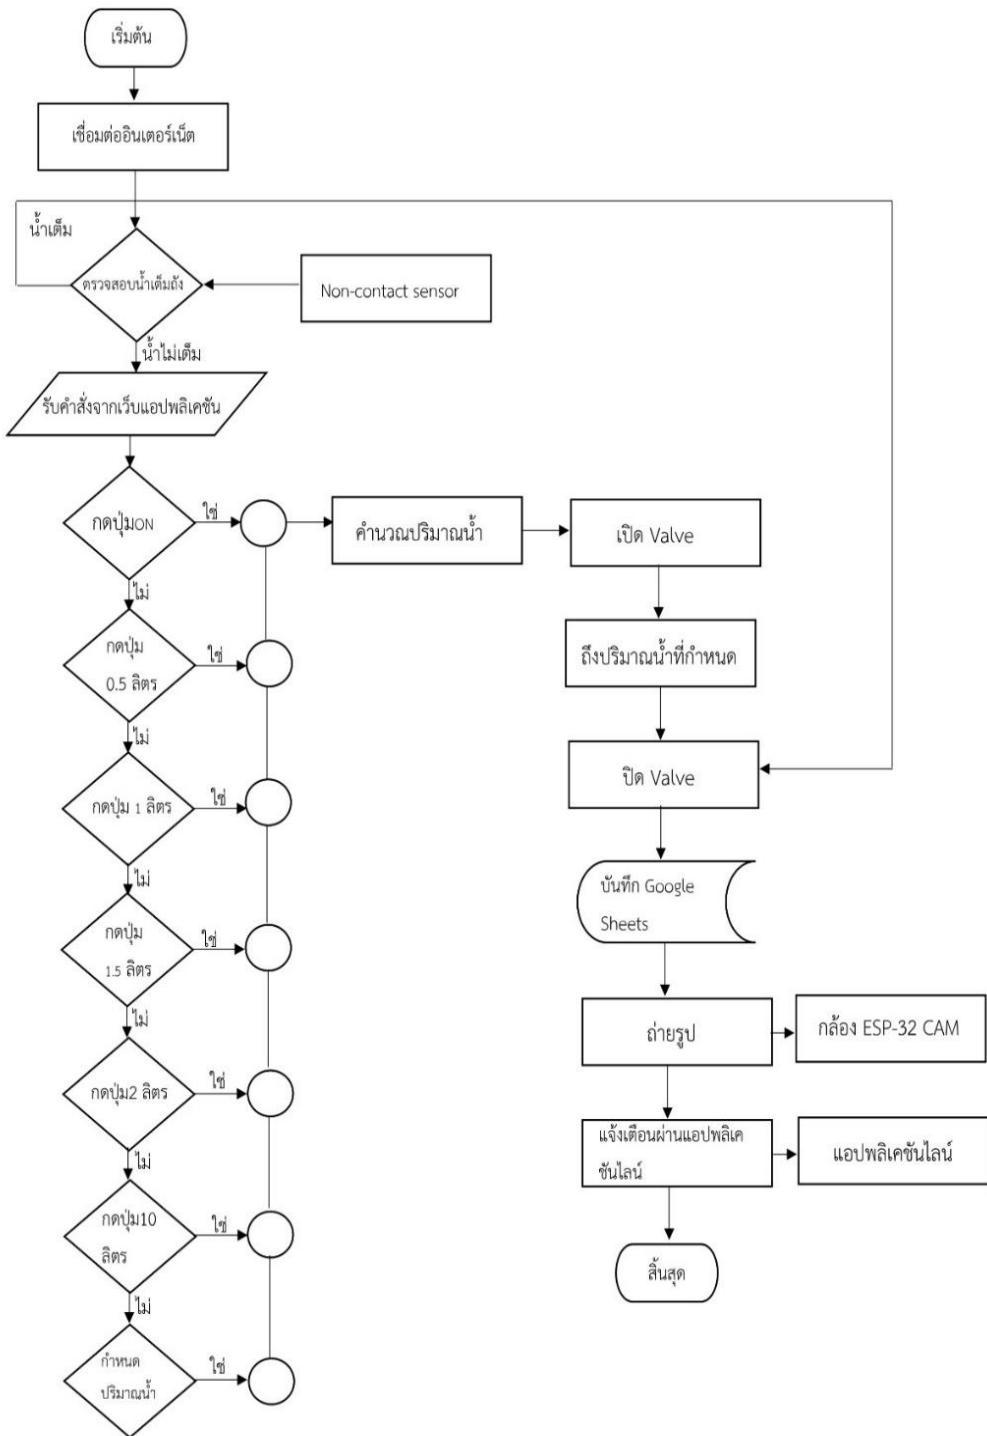 เริ่มต้น
เชื่อมต่ออินเตอร์เน็ต
น้ำเต็ม
ตรวจสอบน้ำเต็มถัง
Non-contact sensor
น้ำไม่เต็ม
รับคำสั่งจากเว็บแอปพลิเคชัน
กดปุ่มON
ใช่
คำนวณปริมาณน้ำ
เปิด Valve
ไม่
กดปุ่ม
0.5 ลิตร
ใช่
ถึงปริมาณน้ำที่กำหนด
ไม่
กดปุ่ม 1 ลิตร
ใช่
ปิด Valve
ไม่
กดปุ่ม
1.5 ลิตร
ใช่
บันทึก Google
Sheets
ไม่
กดปุ่ม2 ลิตร
ใช่
ถ่ายรูป
กล้อง ESP-32 CAM
ไม่
กดปุ่ม10
ลิตร
ใช่
แจ้งเตือนผ่านแอปพลิเค
ชันไลน์
แอปพลิเคชันไลน์
ไม่
กำหนด
ปริมาณน้ำ
ใช่
สิ้นสุด